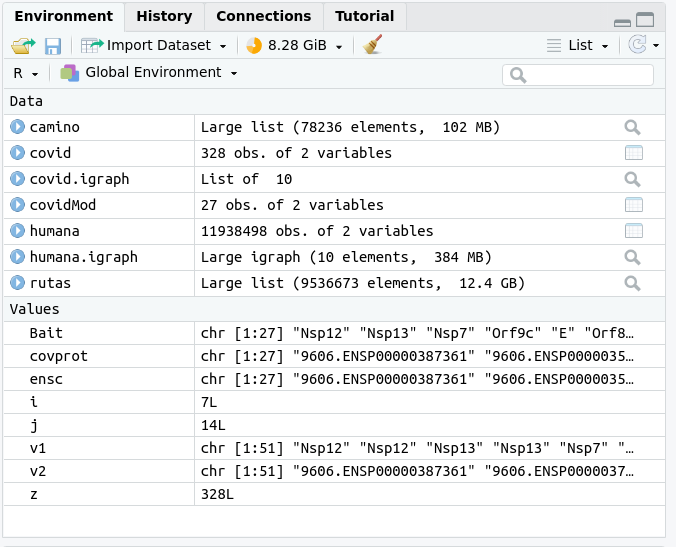 Environment History Connections Tutorial
Import Dataset 8.28 GiB List
R Global Environment
Data
camino Large list (78236 elements, 102 MB)
covid 328 obs. of 2 variables
covid.igraph List of 10
covidMod 27 obs. of 2 variables
humana 11938498 obs. of 2 variables
humana.igraph Large igraph (10 elements, 384 MB)
rutas Large list (9536673 elements, 12.4 GB)
Values
Bait chr [1:27] "Nsp12" "Nsp13" "Nsp7" "Orf9c" "E" "Orf8…
covprot chr [1:27] "9606.ENSP00000387361" "9606.ENSP0000035…
ensc chr [1:27] "9606.ENSP00000387361" "9606.ENSP0000035…
i 7L
j 14L
v1 chr [1:51] "Nsp12" "Nsp12" "Nsp13" "Nsp13" "Nsp7" "…
v2 chr [1:51] "9606.ENSP00000387361" "9606.ENSP0000037…
z 328L